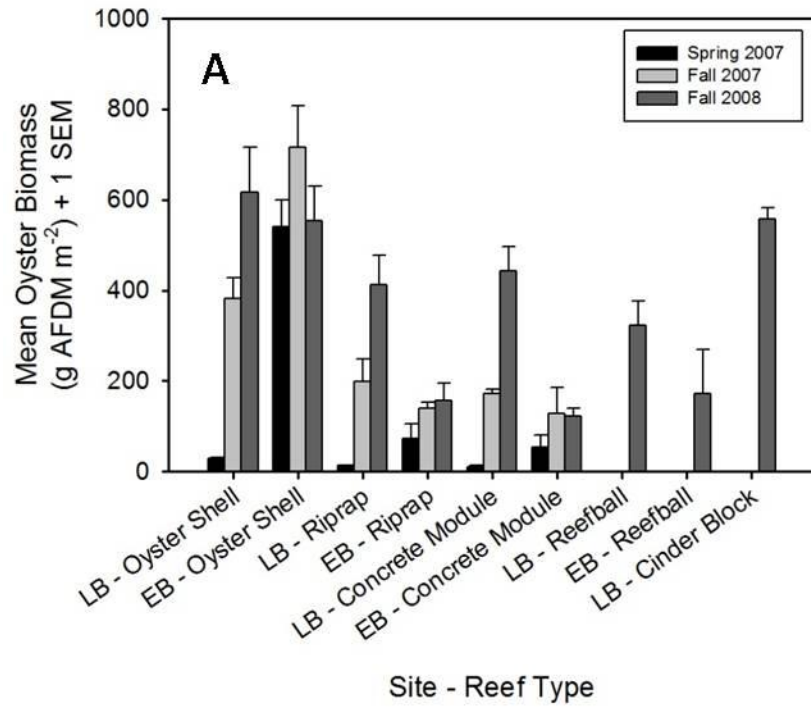 A
Spring 2007
Fall 2007
Fall 2008
Mean Oyster Biomass
(g AFDM m⁻²) + 1 SEM
1000
800
600
400
200
0
LB - Oyster Shell
EB - Oyster Shell
LB - Riprap
EB - Riprap
LB - Concrete Module
EB - Concrete Module
LB - Reefball
EB - Reefball
LB - Cinder Block
Site - Reef Type